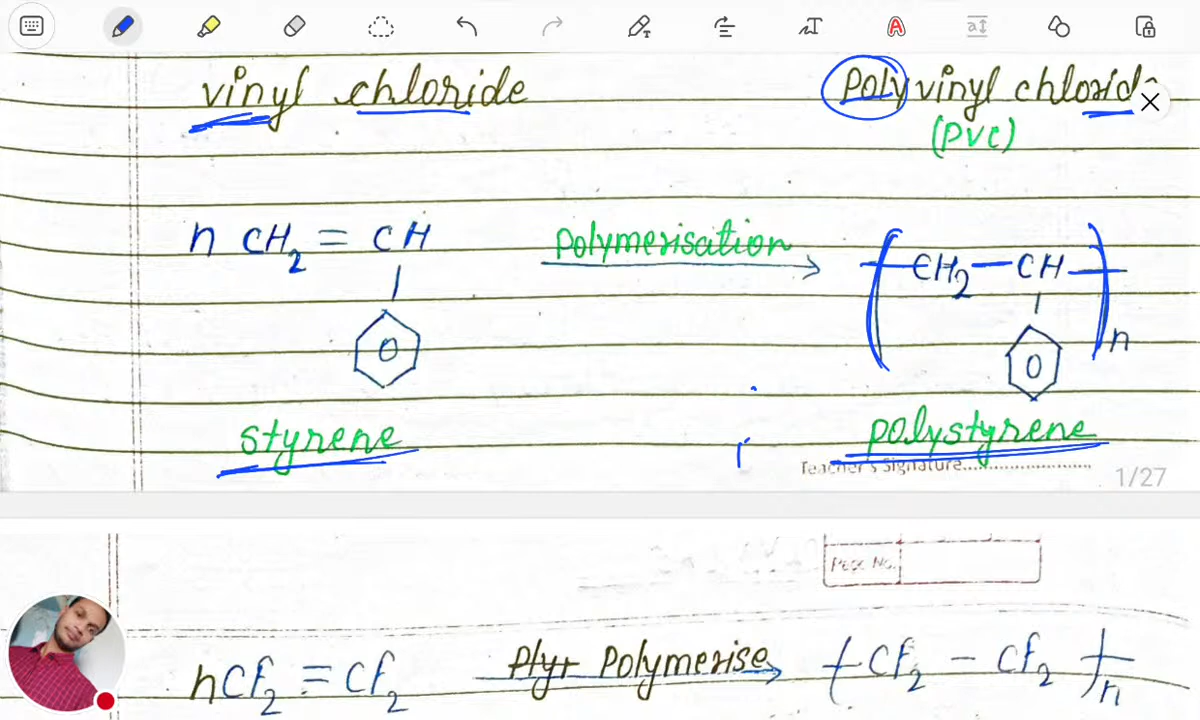 vinyl chloride
polyvinyl chlorid
(PVC)
n CH2 = CH
polymerisation
CH2 — CH
n
styrene
polystyrene
Teacher's Signature
1/27
Page No.
nCF2 = CF2 Polymerise ( CF2 – CF2 )n